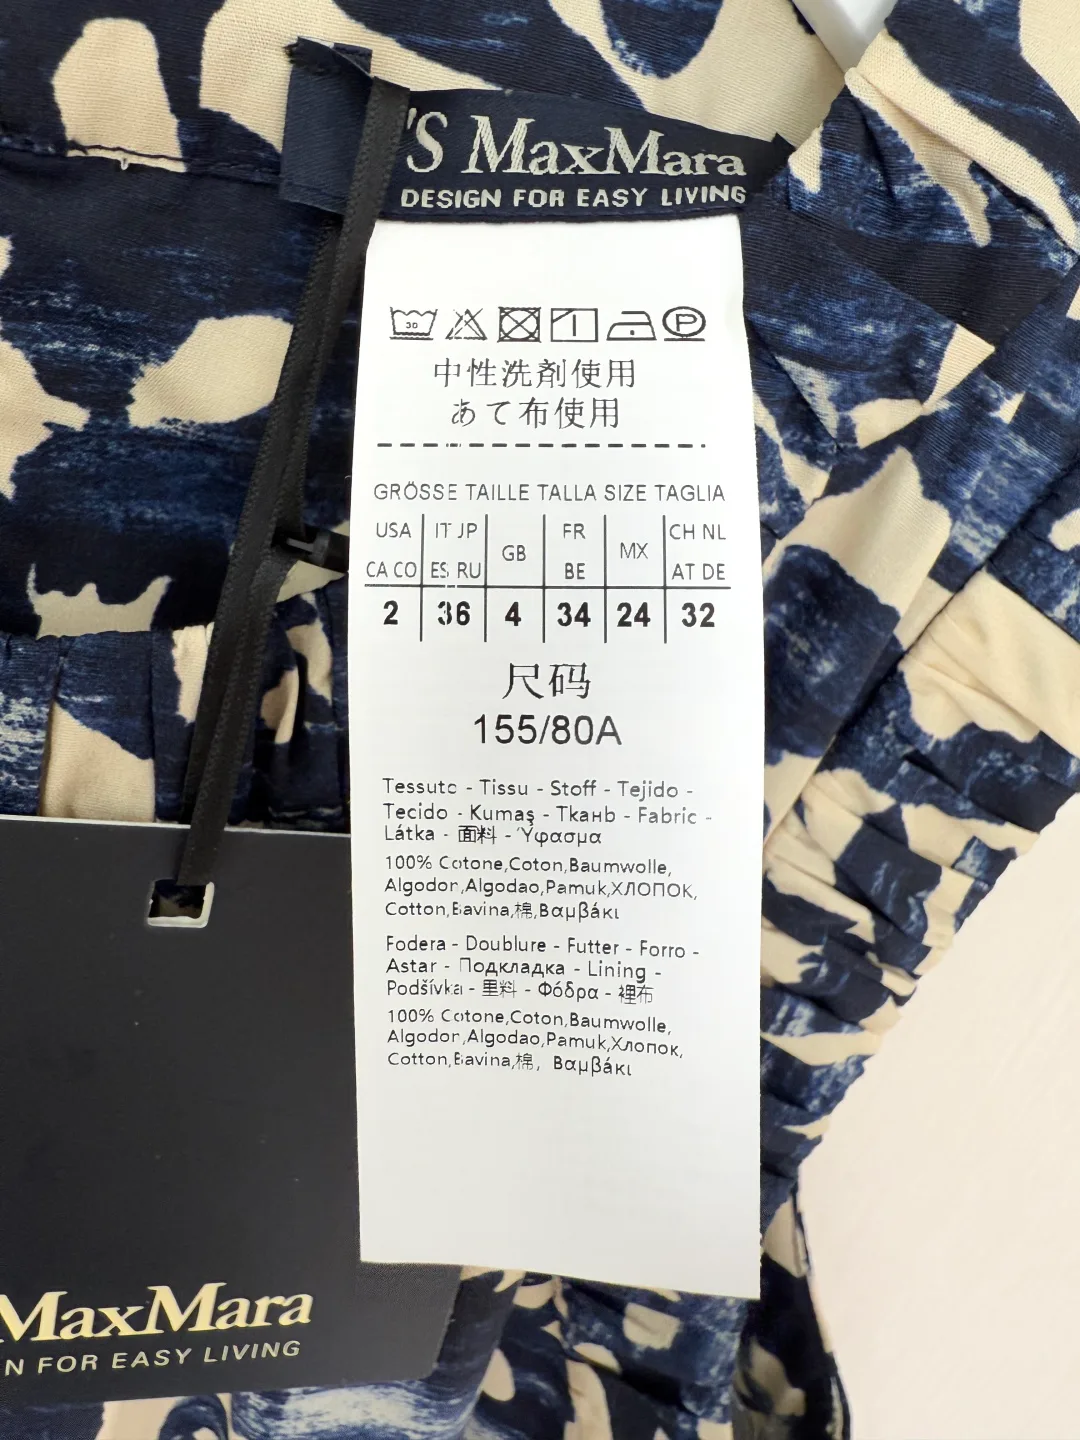 'S MaxMara
DESIGN FOR EASY LIVING
30 P
中性洗剤使用
あて布使用
GRÖSSE TAILLE TALLA SIZE TAGLIA
USA IT JP GB FR MX CH NL
CA CO ES RU BE AT DE
2 36 4 34 24 32
尺码
155/80A
Tessuto - Tissu - Stoff - Tejido -
Tecido - Kumaş - Ткань - Fabric -
Látka - 面料 - Ύφασμα
100% Cotone,Coton,Baumwolle,
Algodon,Algodao,Pamuk,ХЛОПОК,
Cotton,Bavina,棉,Βαμβάκι
Fodera - Doublure - Futter - Forro -
Astar - Подкладка - Lining -
Podšívka - 里料 - Φόδρα - 裡布
100% Cotone,Coton,Baumwolle,
Algodon,Algodao,Pamuk,Хлопок,
Cotton,Bavina,棉, Βαμβάκι
MaxMara
N FOR EASY LIVING